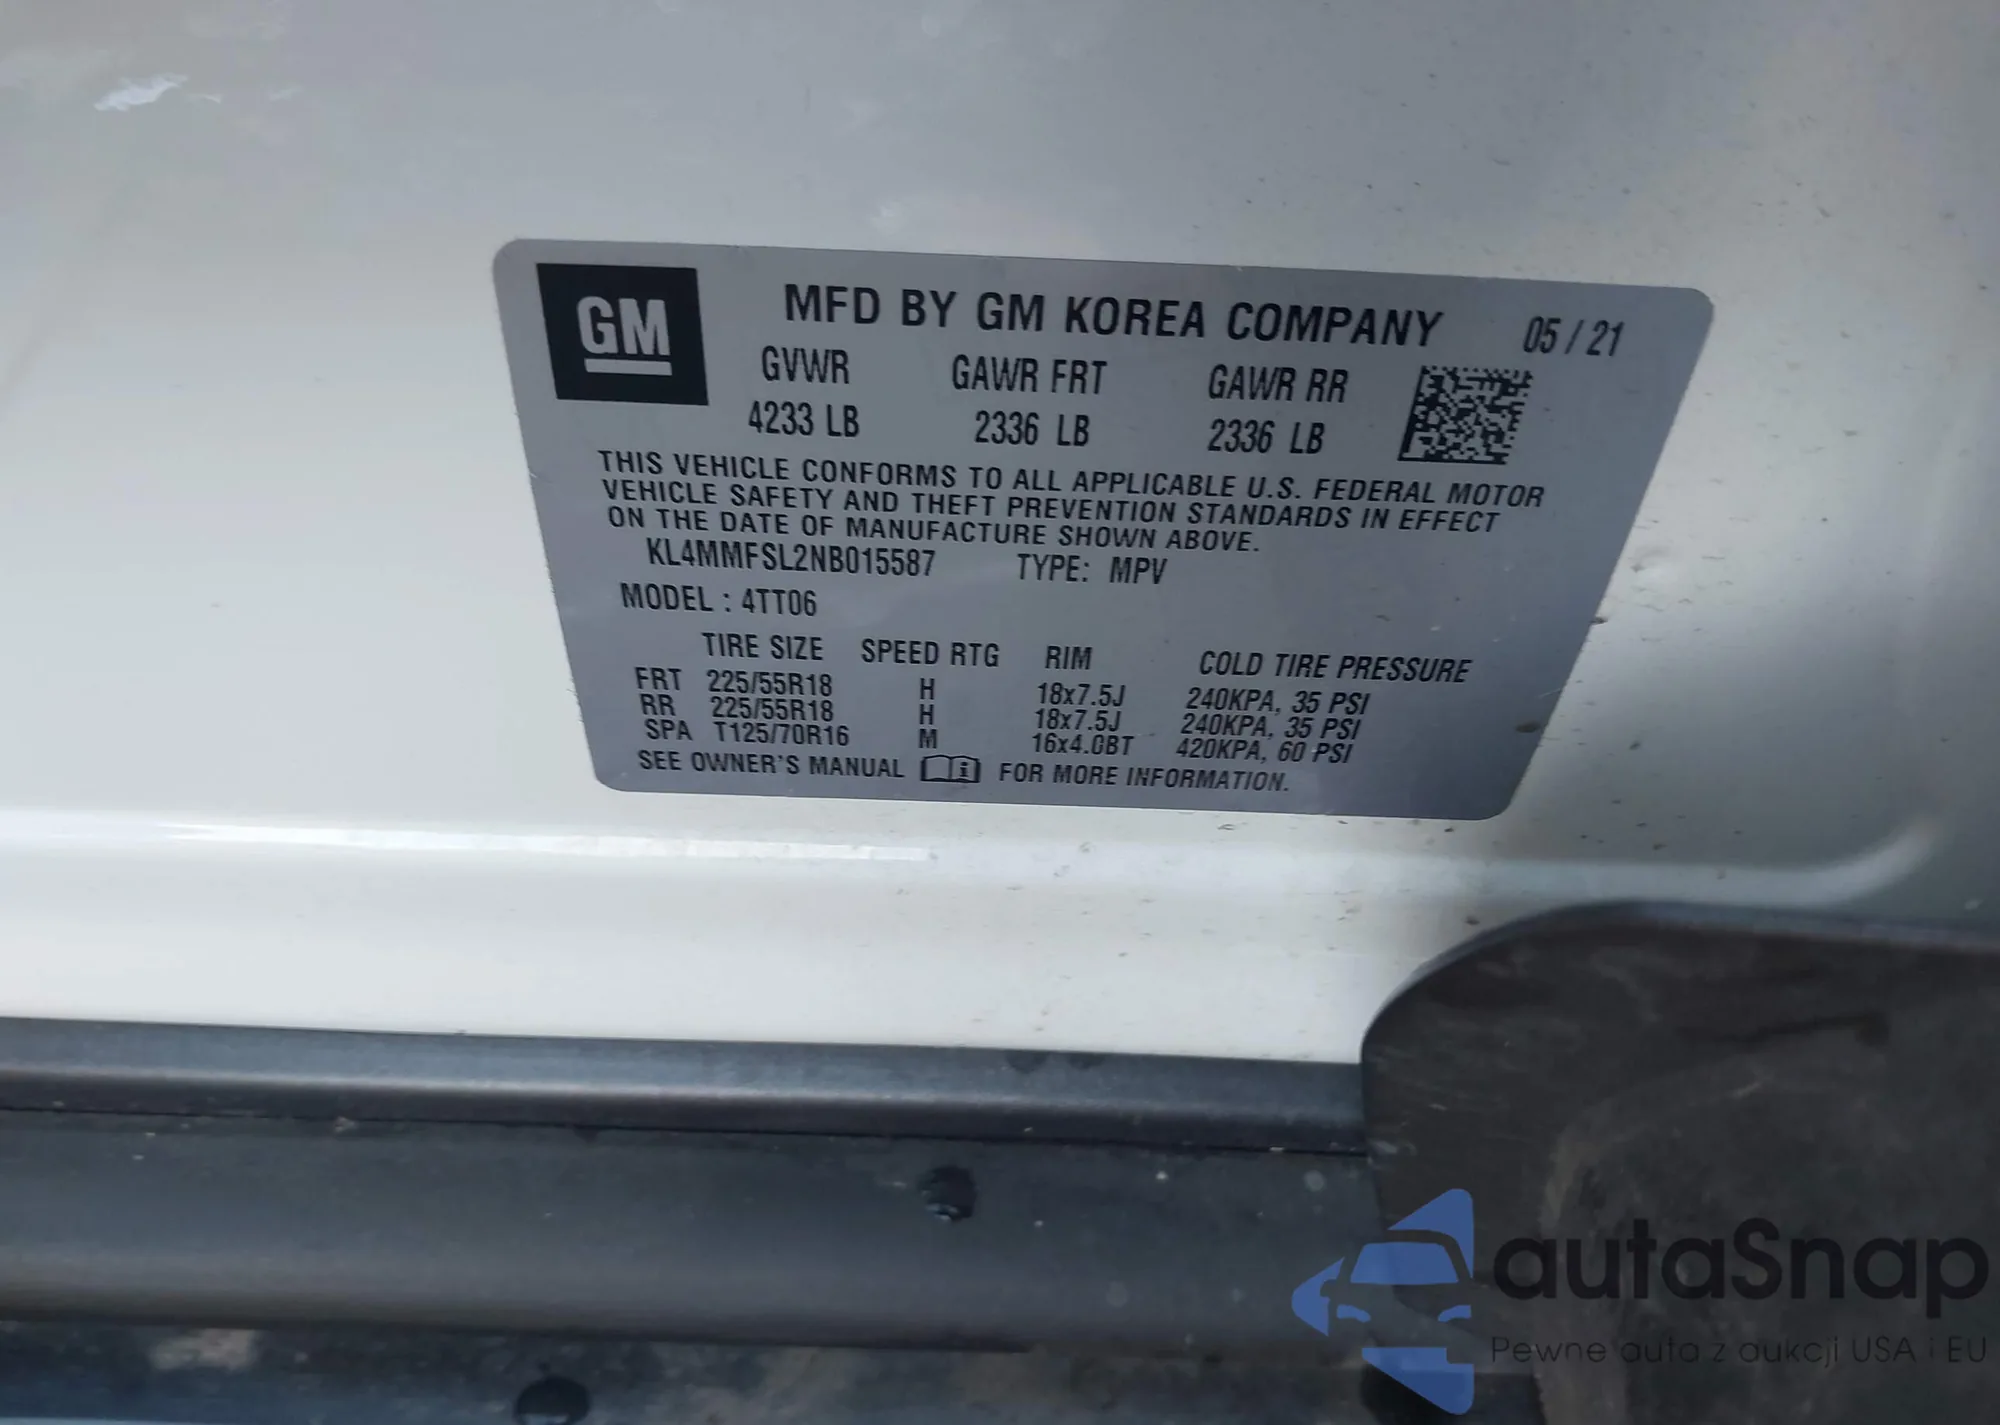 GM
MFD BY GM KOREA COMPANY 05 / 21
GVWR GAWR FRT GAWR RR
4233 LB 2336 LB 2336 LB
THIS VEHICLE CONFORMS TO ALL APPLICABLE U.S. FEDERAL MOTOR
VEHICLE SAFETY AND THEFT PREVENTION STANDARDS IN EFFECT
ON THE DATE OF MANUFACTURE SHOWN ABOVE.
KL4MMFSL2NB015587 TYPE: MPV
MODEL : 4TT06
TIRE SIZE SPEED RTG RIM COLD TIRE PRESSURE
FRT 225/55R18 H 18x7.5J 240KPA, 35 PSI
RR 225/55R18 H 18x7.5J 240KPA, 35 PSI
SPA T125/70R16 M 16x4.0BT 420KPA, 60 PSI
SEE OWNER'S MANUAL FOR MORE INFORMATION.
autaSnap
Pewne auta z aukcji USA i EU